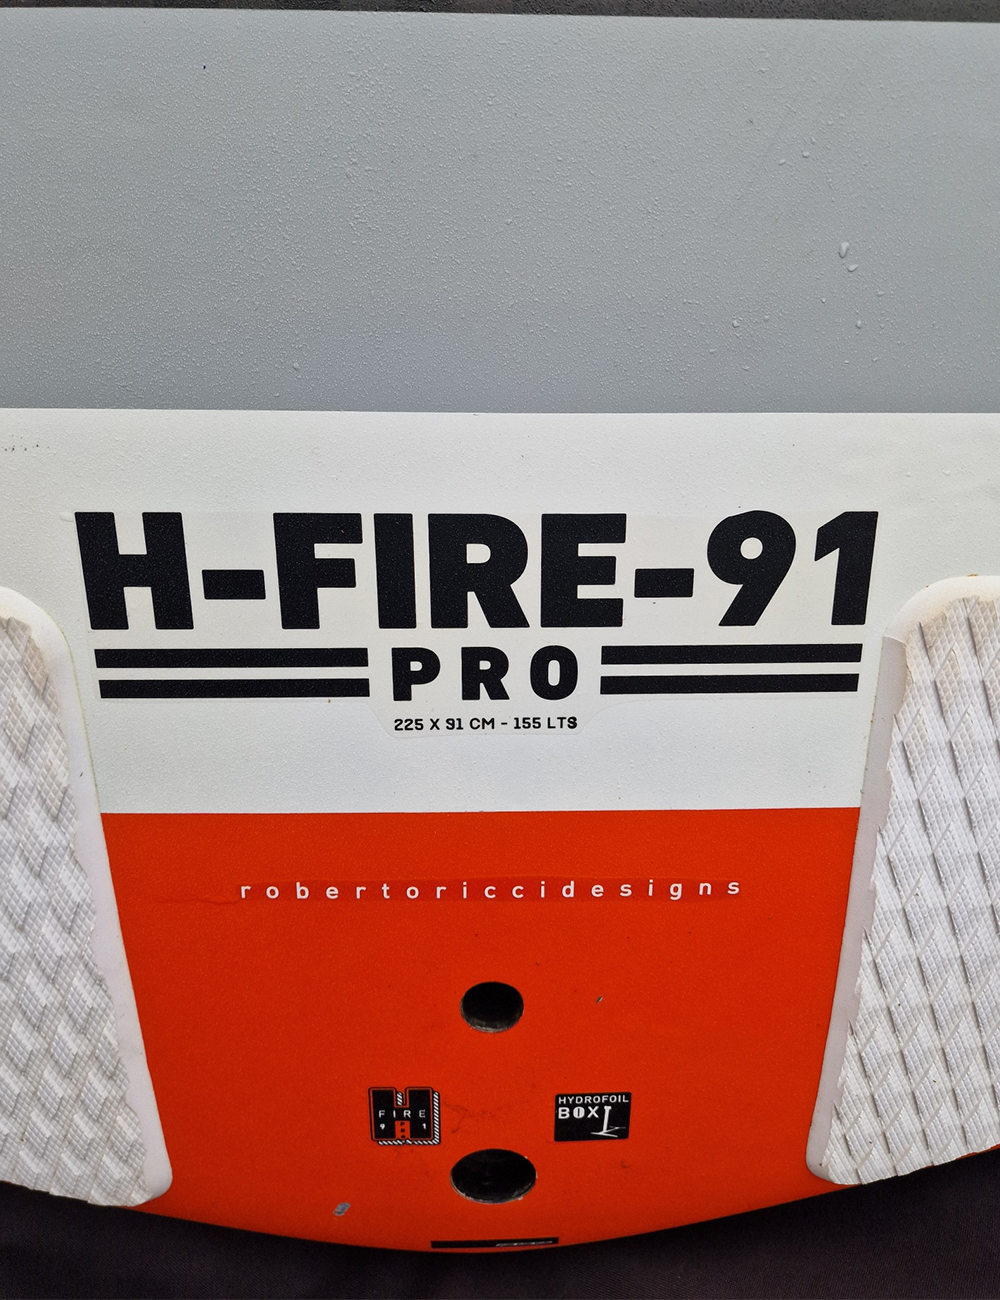 H-FIRE-91
PRO
225 X 91 CM - 155 LTS
robertoriccidesigns
H
FIRE
9 1
HYDROFOIL
BOX